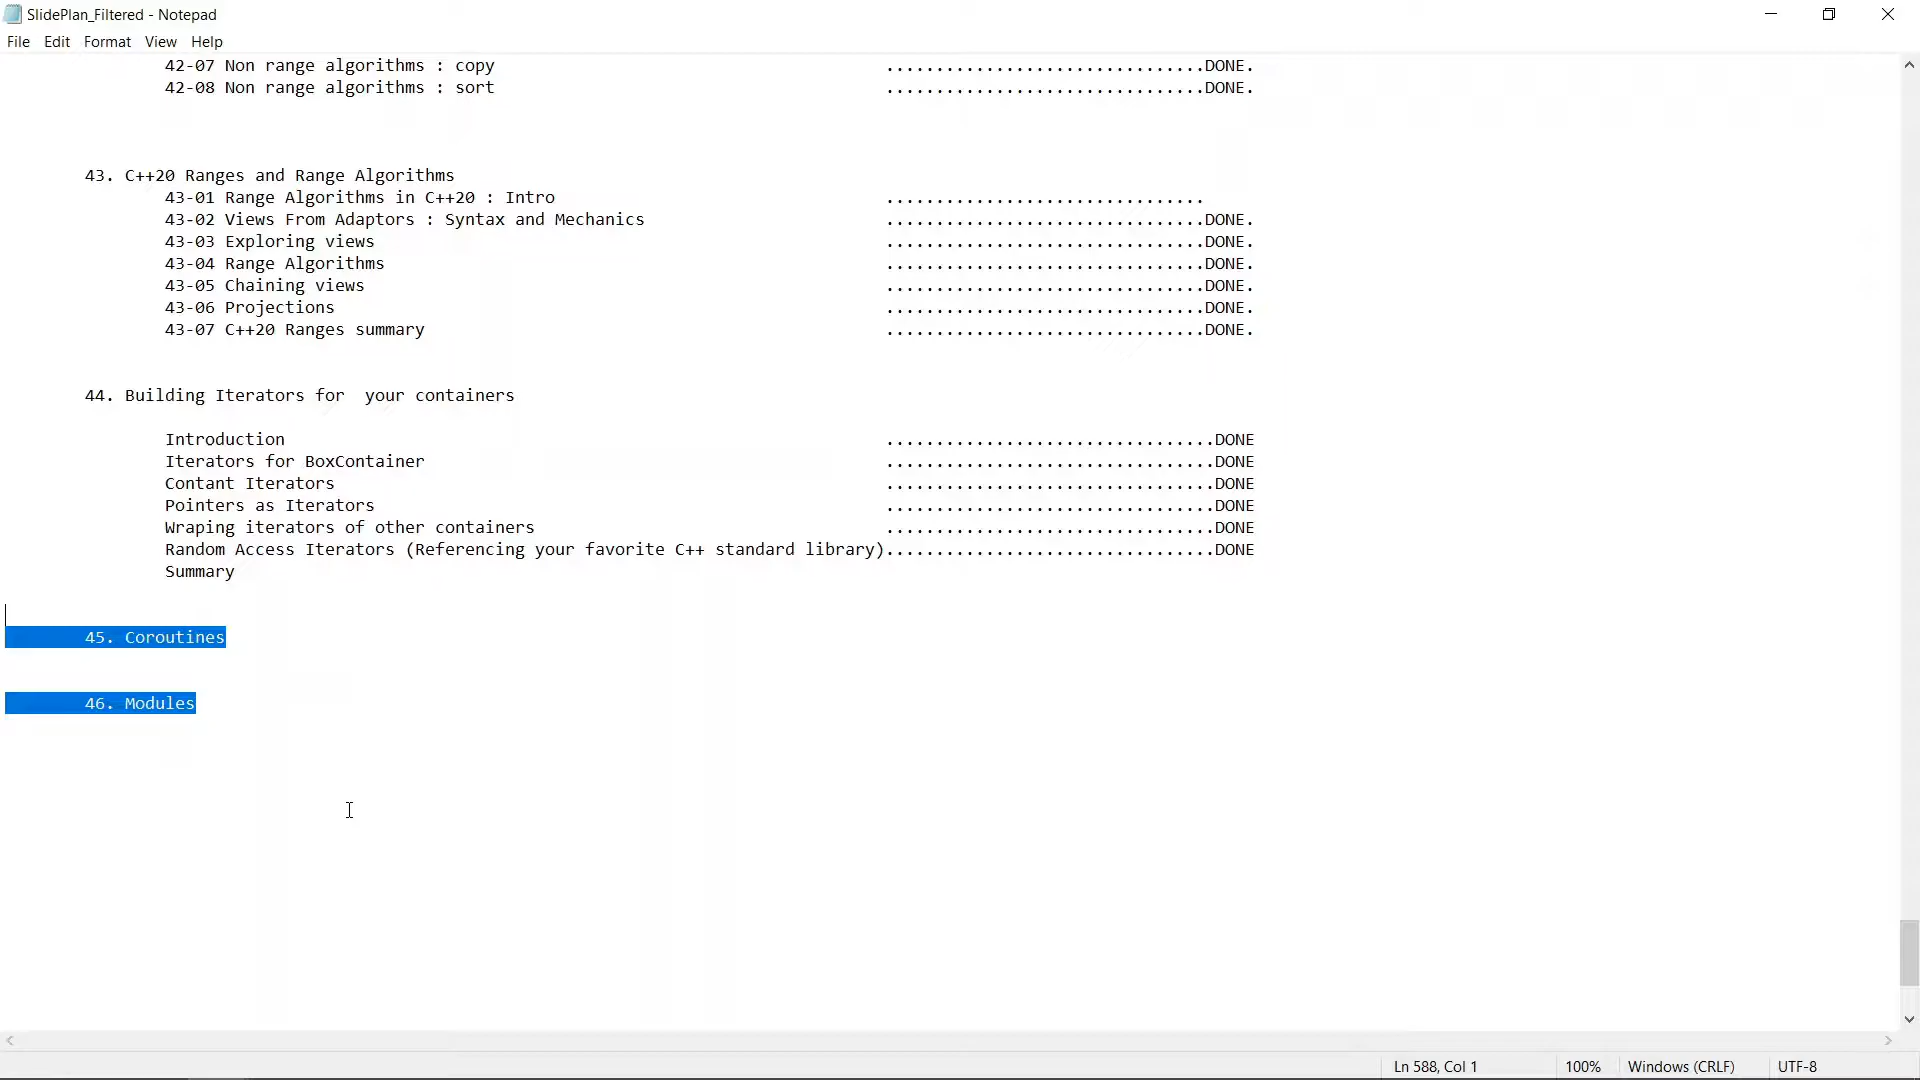 SlidePlan_Filtered - Notepad
File Edit Format View Help
42-07 Non range algorithms : copy ................................DONE.
42-08 Non range algorithms : sort ................................DONE.
43. C++20 Ranges and Range Algorithms
43-01 Range Algorithms in C++20 : Intro ................................
43-02 Views From Adaptors : Syntax and Mechanics ................................DONE.
43-03 Exploring views ................................DONE.
43-04 Range Algorithms ................................DONE.
43-05 Chaining views ................................DONE.
43-06 Projections ................................DONE.
43-07 C++20 Ranges summary ................................DONE.
44. Building Iterators for  your containers
Introduction .................................DONE
Iterators for BoxContainer .................................DONE
Contant Iterators .................................DONE
Pointers as Iterators .................................DONE
Wraping iterators of other containers .................................DONE
Random Access Iterators (Referencing your favorite C++ standard library).................................DONE
Summary
45. Coroutines
46. Modules
Ln 588, Col 1 100% Windows (CRLF) UTF-8